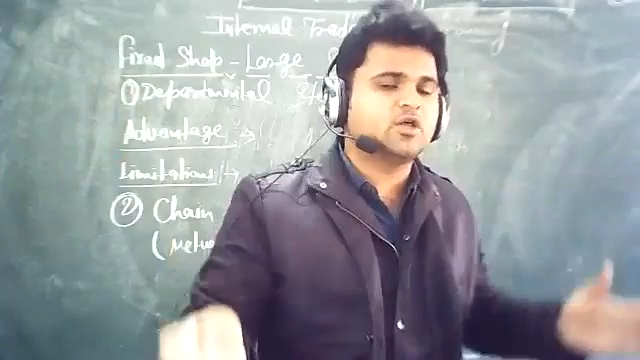 Internal Trade
Fixed Shop - Large
① Departmental
Advantage →
Limitations →
② Chain